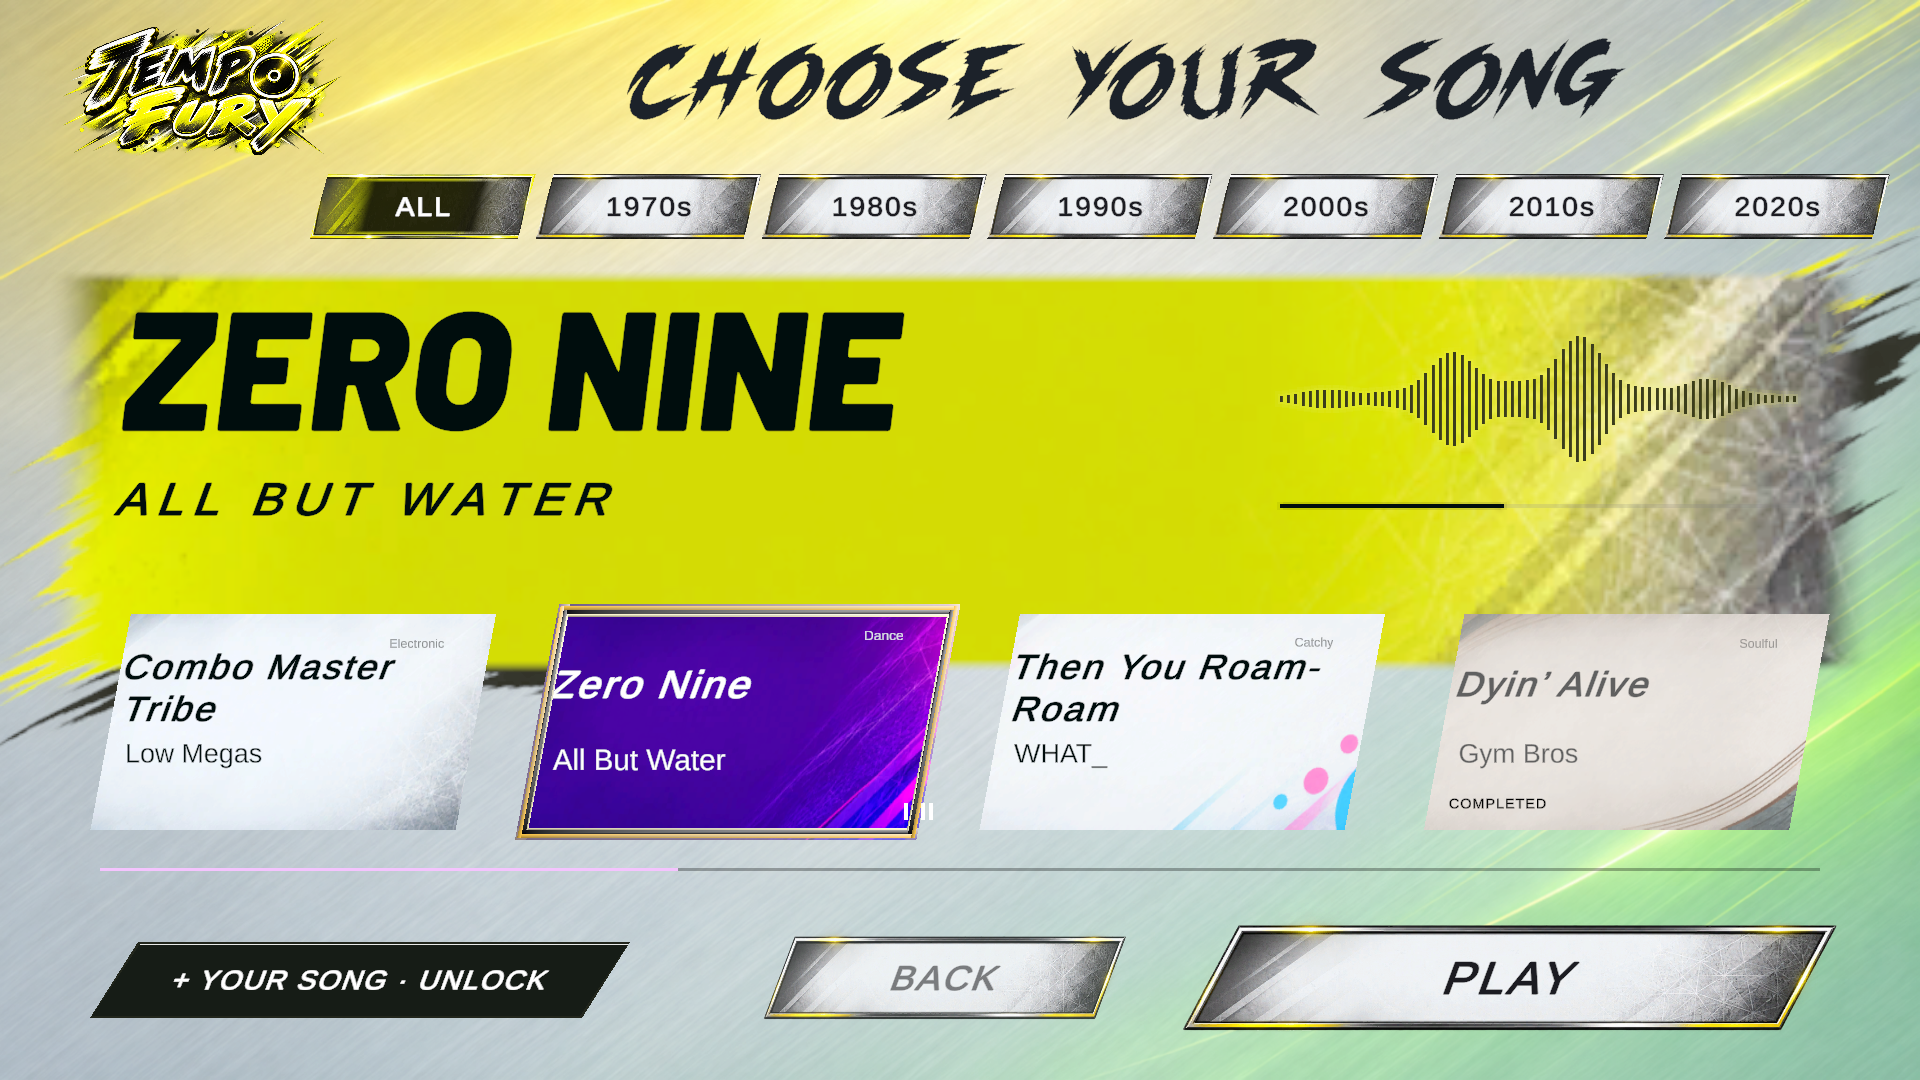 TEMPO
FURY
CHOOSE YOUR SONG
ALL
1970s
1980s
1990s
2000s
2010s
2020s
ZERO NINE
ALL BUT WATER
Electronic
Combo Master
Tribe
Low Megas
Dance
Zero Nine
All But Water
Catchy
Then You Roam-
Roam
WHAT_
Soulful
Dyin’ Alive
Gym Bros
COMPLETED
+ YOUR SONG · UNLOCK
BACK
PLAY